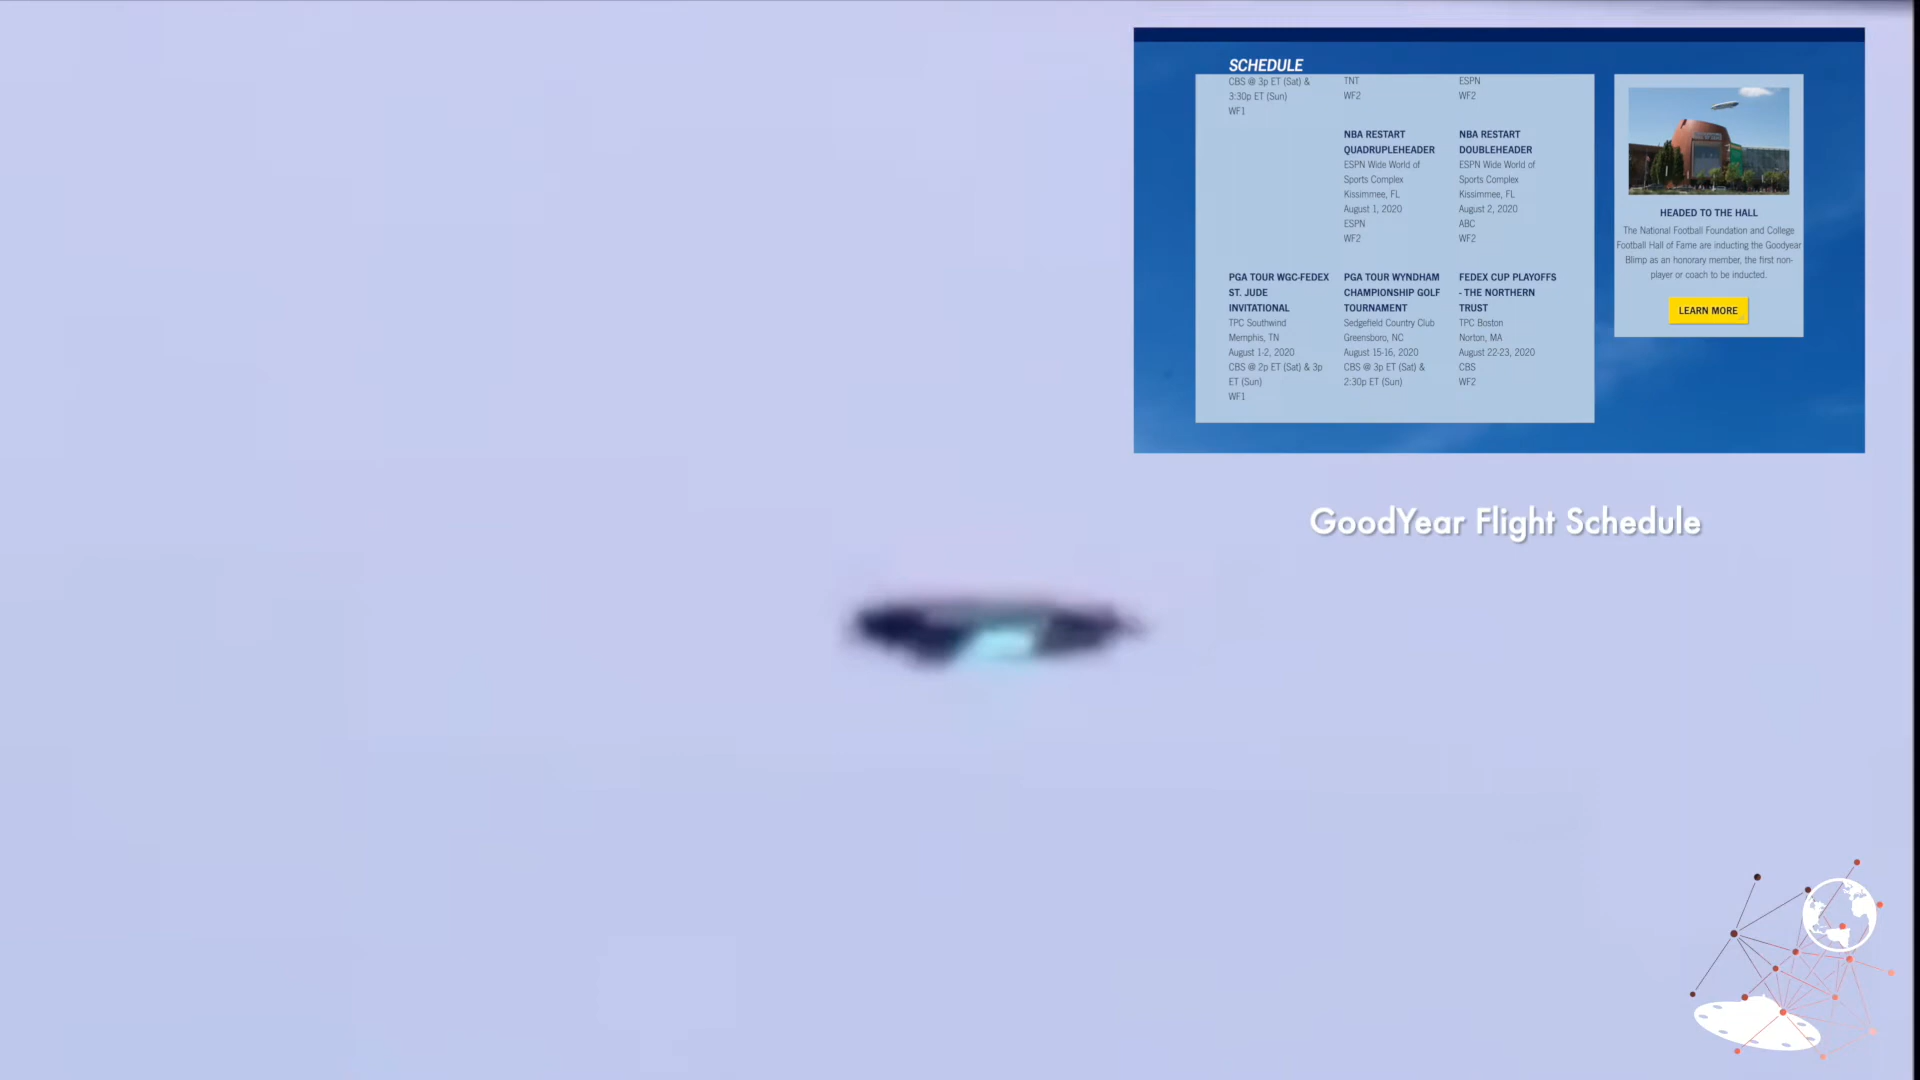 SCHEDULE
CBS @ 3p ET (Sat) &
3:30p ET (Sun)
WF1
TNT
WF2
ESPN
WF2
NBA RESTART
QUADRUPLEHEADER
ESPN Wide World of
Sports Complex
Kissimmee, FL
August 1, 2020
ESPN
WF2
NBA RESTART
DOUBLEHEADER
ESPN Wide World of
Sports Complex
Kissimmee, FL
August 2, 2020
ABC
WF2
PGA TOUR WGC-FEDEX
ST. JUDE
INVITATIONAL
TPC Southwind
Memphis, TN
August 1-2, 2020
CBS @ 2p ET (Sat) & 3p
ET (Sun)
WF1
PGA TOUR WYNDHAM
CHAMPIONSHIP GOLF
TOURNAMENT
Sedgefield Country Club
Greensboro, NC
August 15-16, 2020
CBS @ 3p ET (Sat) &
2:30p ET (Sun)
FEDEX CUP PLAYOFFS
- THE NORTHERN
TRUST
TPC Boston
Norton, MA
August 22-23, 2020
CBS
WF2
HEADED TO THE HALL
The National Football Foundation and College
Football Hall of Fame are inducting the Goodyear
Blimp as an honorary member, the first non-
player or coach to be inducted.
LEARN MORE
GoodYear Flight Schedule